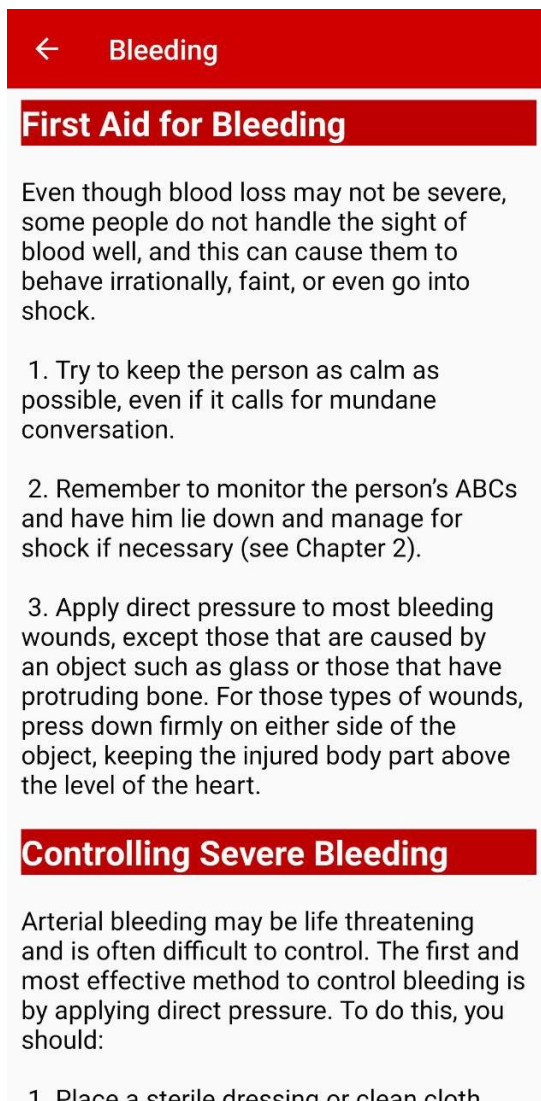 Bleeding
First Aid for Bleeding
Even though blood loss may not be severe,
some people do not handle the sight of
blood well, and this can cause them to
behave irrationally, faint, or even go into
shock.
1. Try to keep the person as calm as
possible, even if it calls for mundane
conversation.
2. Remember to monitor the person’s ABCs
and have him lie down and manage for
shock if necessary (see Chapter 2).
3. Apply direct pressure to most bleeding
wounds, except those that are caused by
an object such as glass or those that have
protruding bone. For those types of wounds,
press down firmly on either side of the
object, keeping the injured body part above
the level of the heart.
Controlling Severe Bleeding
Arterial bleeding may be life threatening
and is often difficult to control. The first and
most effective method to control bleeding is
by applying direct pressure. To do this, you
should:
1. Place a sterile dressing or clean cloth